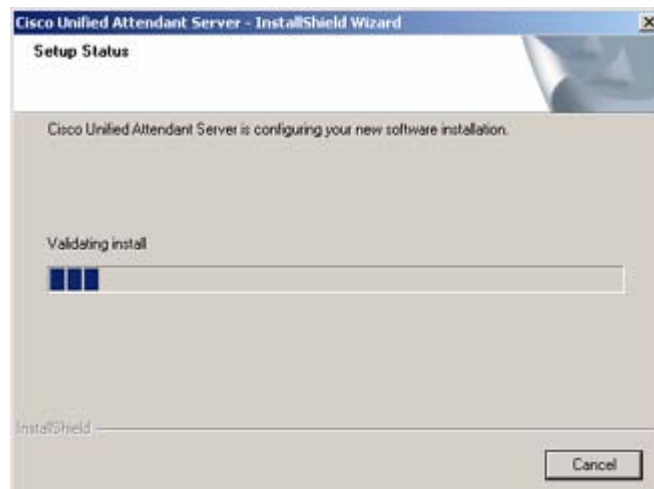 Cisco Unified Attendant Server - InstallShield Wizard
Setup Status
Cisco Unified Attendant Server is configuring your new software installation.
Validating install
InstallShield
Cancel